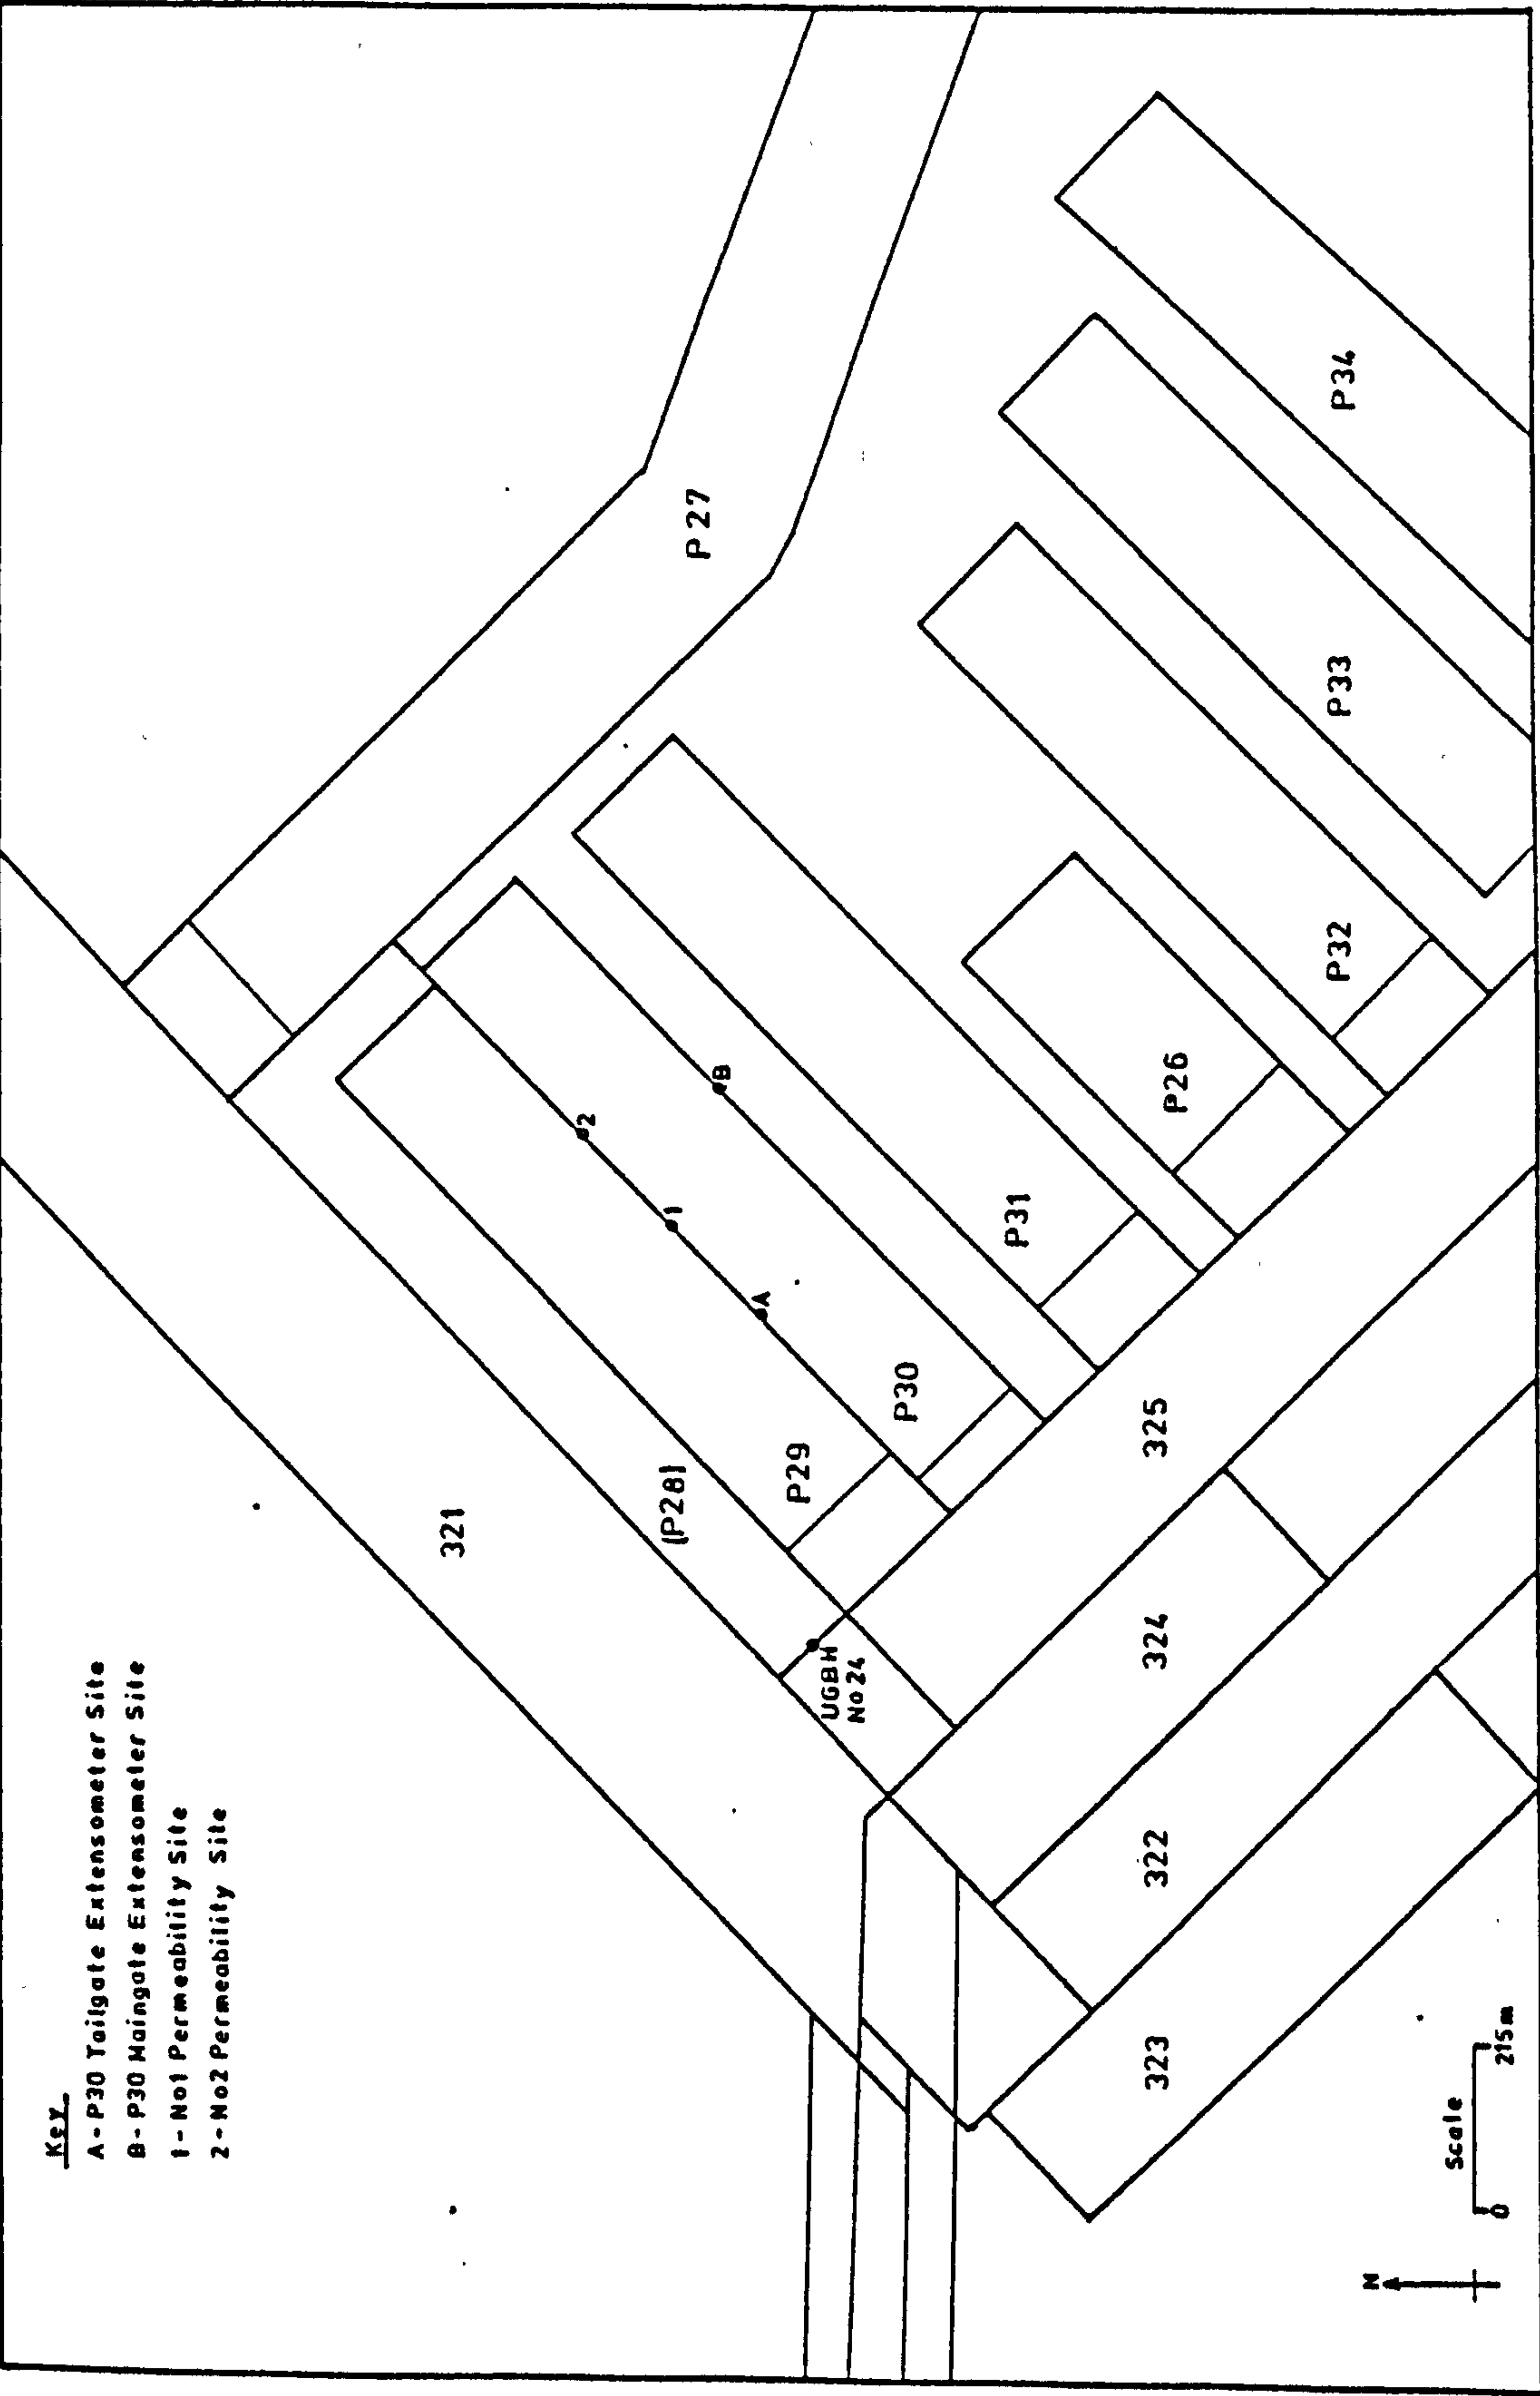 Key
A - P30 Tailgate Extensometer Site
B - P30 Maingate Extensometer Site
1 - No1 Permeability Site
2 - No2 Permeability Site
321
(P28)
P29
P30
P31
P26
P32
P33
P34
P27
A
1
2
B
UGBH
No24
325
324
322
323
N
Scale
0
215m